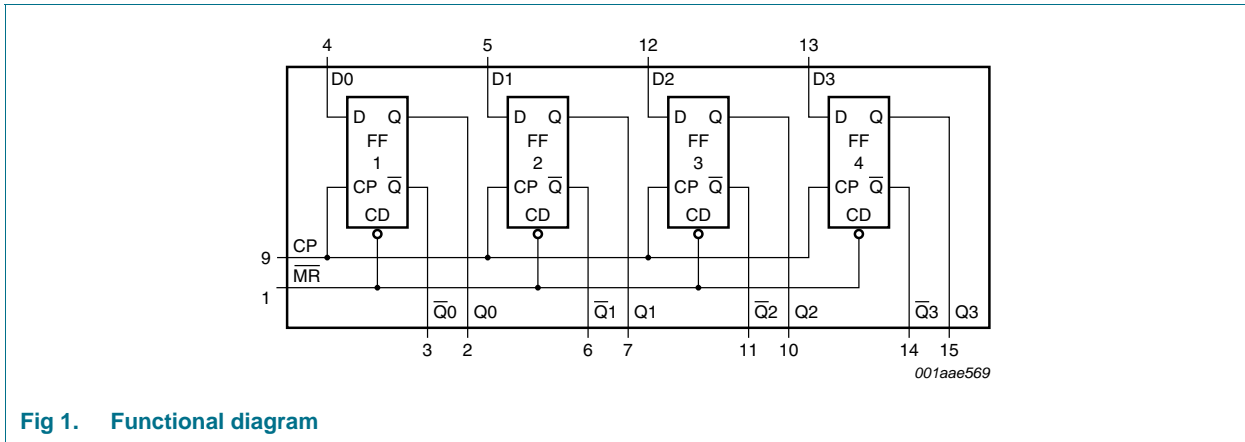 4 5 12 13
D0 D1 D2 D3
D Q D Q D Q D Q
FF FF FF FF
1 2 3 4
CP Q̅ CP Q̅ CP Q̅ CP Q̅
CD CD CD CD
9 CP
1 M̅R̅
Q̅0 Q0 Q̅1 Q1 Q̅2 Q2 Q̅3 Q3
3 2 6 7 11 10 14 15
001aae569
Fig 1. Functional diagram